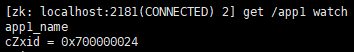 [zk: localhost:2181(CONNECTED) 2] get /app1 watch
app1_name
cZxid = 0x700000024